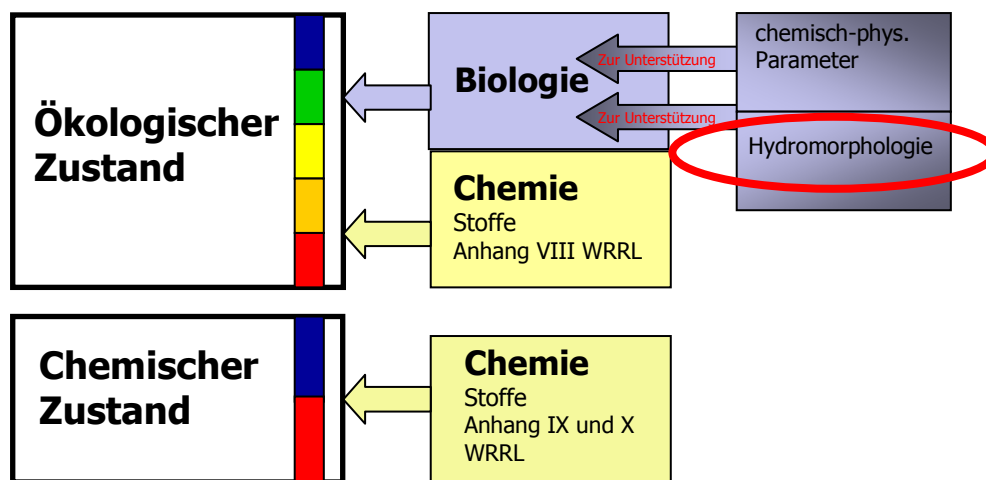 Ökologischer
Zustand
Biologie
Zur Unterstützung
Zur Unterstützung
chemisch-phys.
Parameter
Hydromorphologie
Chemie
Stoffe
Anhang VIII WRRL
Chemischer
Zustand
Chemie
Stoffe
Anhang IX und X
WRRL